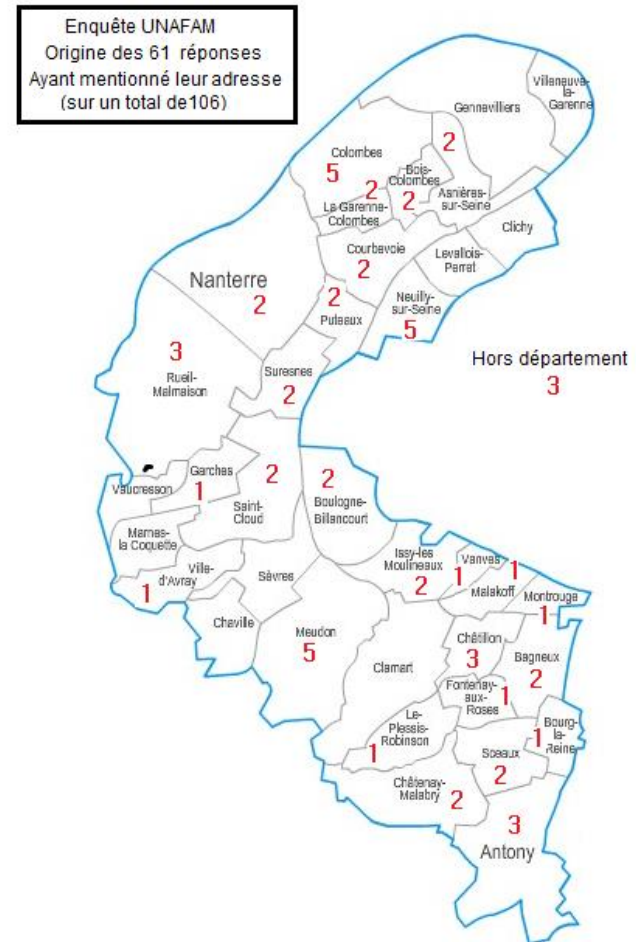 Enquête UNAFAM
Origine des 61 réponses
Ayant mentionné leur adresse
(sur un total de106)
Villeneuve-
la-
Garenne
Gennevilliers
2
Colombes
5
Bois-
Colombes
2
2
La Garenne-
Colombes
Asnières-
sur-Seine
Clichy
Courbevoie
2
Levallois-
Perret
Nanterre
2
2
Puteaux
Neuilly-
sur-Seine
5
Hors département
3
3
Rueil-
Malmaison
Suresnes
2
Vaucresson
Garches
1
2
Saint-
Cloud
2
Boulogne-
Billancourt
Marnes-
la Coquette
Ville-
d'Avray
1
Sèvres
Chaville
Issy-les
Moulineaux
2
Vanves
1
1
Malakoff
Montrouge
1
Meudon
5
Clamart
Châtillon
3
Bagneux
2
Fontenay-
aux-
Roses
1
Le-
Plessis-
Robinson
1
Bourg-
la-
Reine
1
Sceaux
2
Châtenay-
Malabry
2
3
Antony